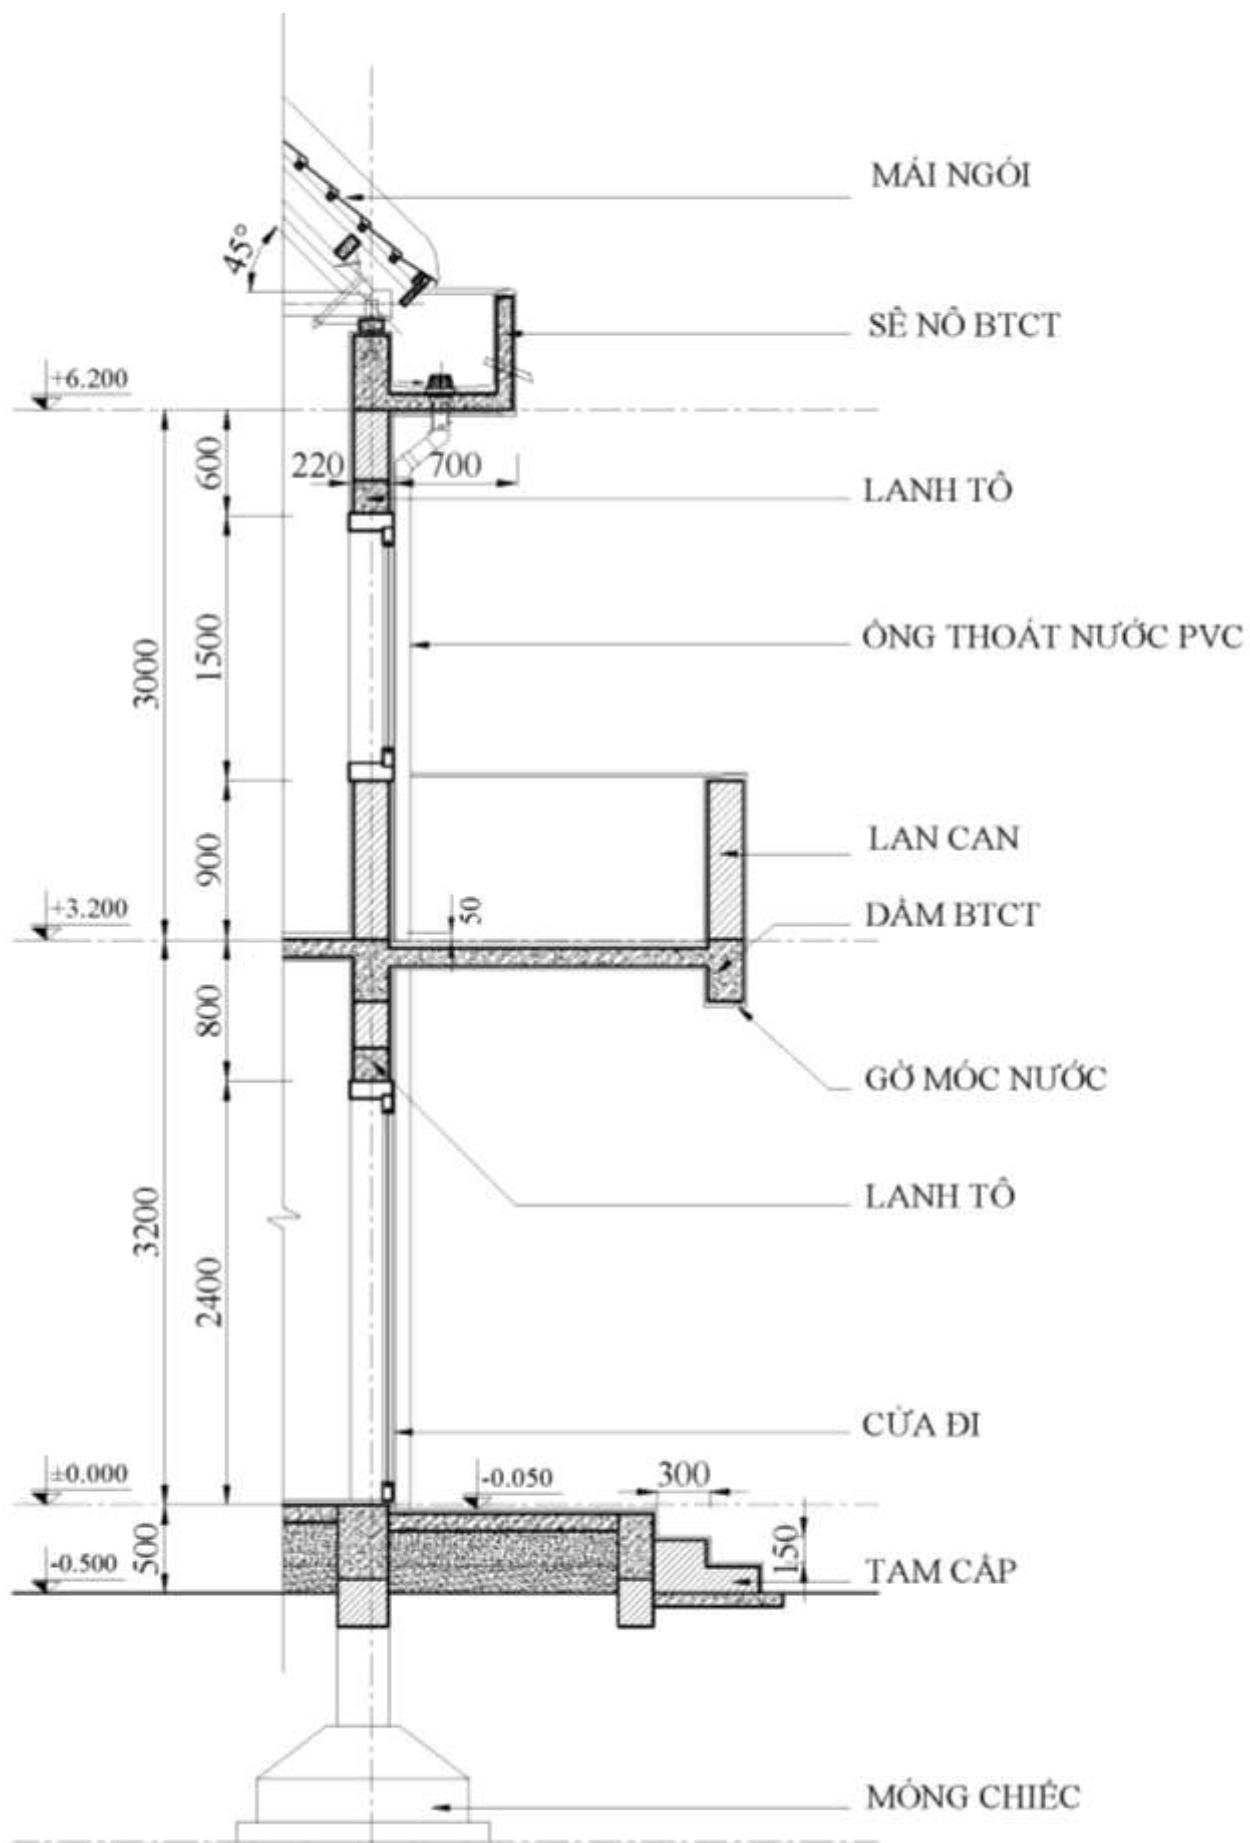 MÁI NGÓI
45°
SÊ NÔ BTCT
+6.200
600
220
700
LANH TÔ
3000
1500
ỐNG THOÁT NƯỚC PVC
900
LAN CAN
+3.200
50
DẦM BTCT
800
GỜ MÓC NƯỚC
3200
LANH TÔ
2400
CỬA ĐI
±0.000
-0.050
300
500
-0.500
150
TAM CẤP
MÓNG CHIẾC